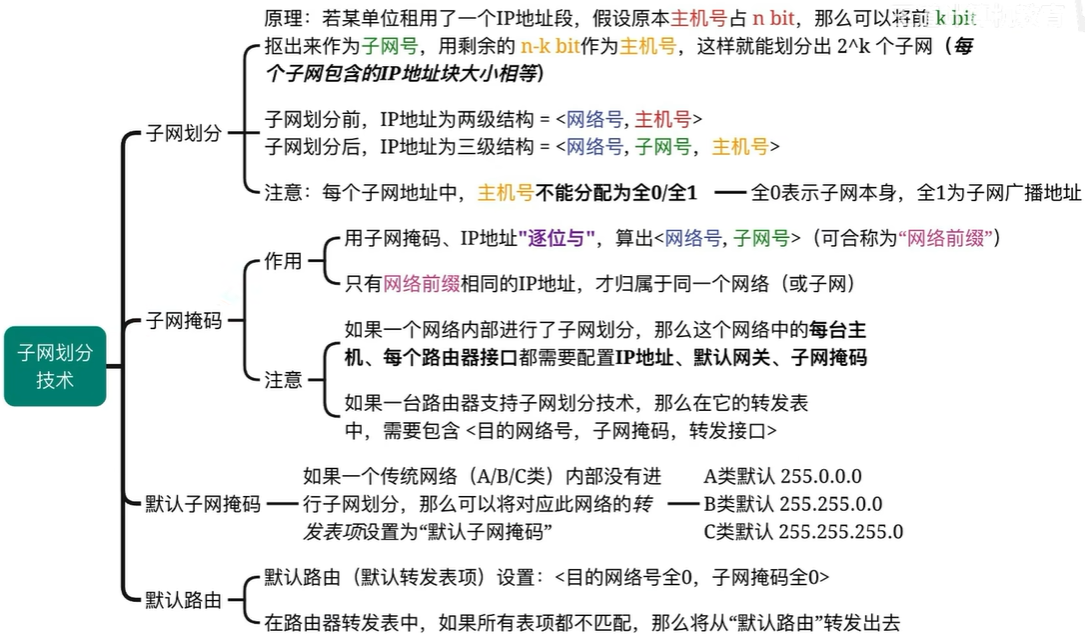 原理：若某单位租用了一个IP地址段，假设原本主机号占 n bit，那么可以将前 k bit
抠出来作为子网号，用剩余的 n-k bit作为主机号，这样就能划分出 2^k 个子网（每
个子网包含的IP地址块大小相等）
子网划分
子网划分前，IP地址为两级结构 = <网络号, 主机号>
子网划分后，IP地址为三级结构 = <网络号, 子网号，主机号>
注意：每个子网地址中，主机号不能分配为全0/全1
全0表示子网本身，全1为子网广播地址
用子网掩码、IP地址"逐位与"，算出<网络号, 子网号>（可合称为“网络前缀”）
作用
只有网络前缀相同的IP地址，才归属于同一个网络（或子网）
子网掩码
如果一个网络内部进行了子网划分，那么这个网络中的每台主
机、每个路由器接口都需要配置IP地址、默认网关、子网掩码
注意
如果一台路由器支持子网划分技术，那么在它的转发表
中，需要包含 <目的网络号，子网掩码，转发接口>
子网划分
技术
如果一个传统网络（A/B/C类）内部没有进
行子网划分，那么可以将对应此网络的转
发表项设置为“默认子网掩码”
默认子网掩码
A类默认 255.0.0.0
B类默认 255.255.0.0
C类默认 255.255.255.0
默认路由（默认转发表项）设置：<目的网络号全0，子网掩码全0>
默认路由
在路由器转发表中，如果所有表项都不匹配，那么将从“默认路由”转发出去